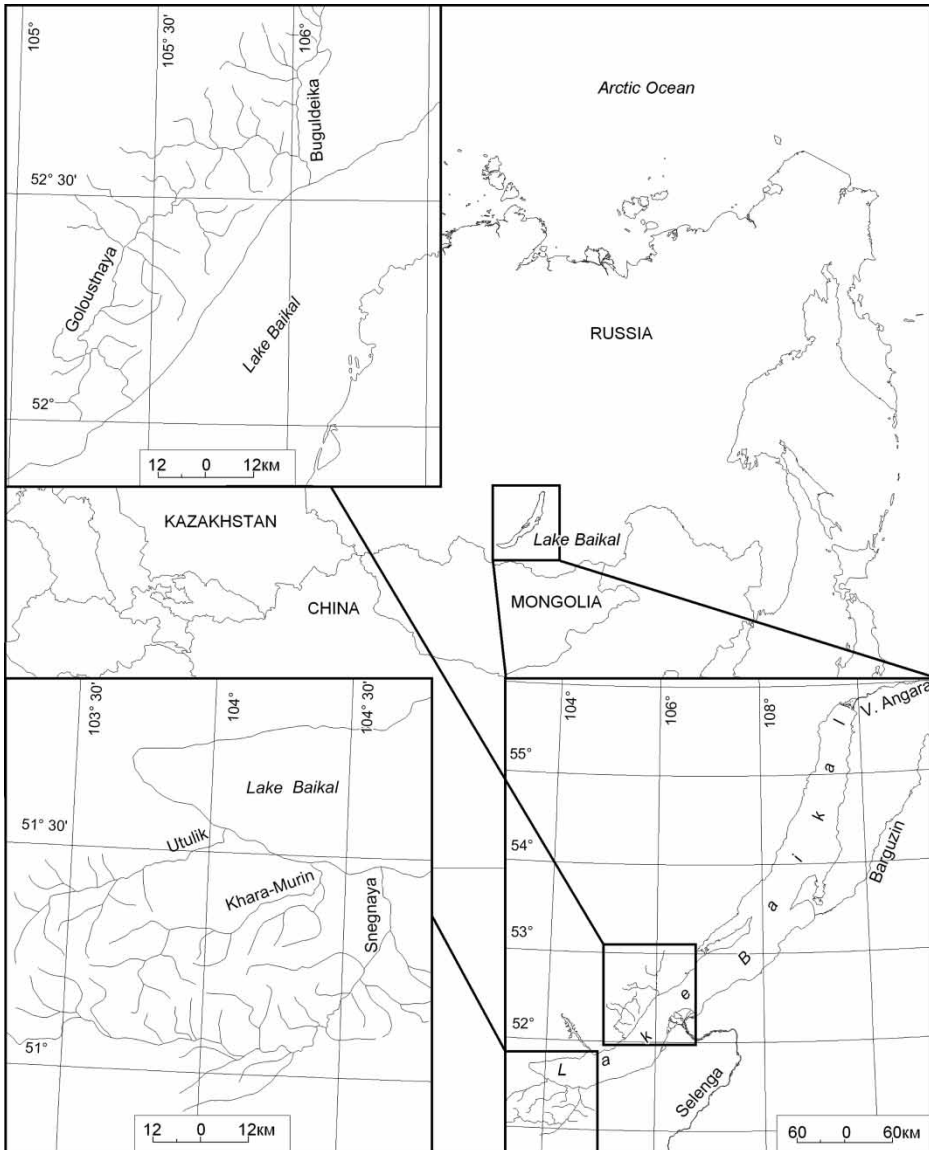 105°
105° 30'
106°
Buguldeika
52° 30'
Goloustnaya
Lake Baikal
52°
12 0 12км
Arctic Ocean
RUSSIA
KAZAKHSTAN
CHINA
Lake Baikal
MONGOLIA
103° 30'
104°
104° 30'
Lake Baikal
51° 30'
Utulik
Khara-Murin
Snegnaya
51°
12 0 12км
104°
106°
108°
V. Angara
55°
54°
Barguzin
53°
52°
Lake Baikal
Selenga
60 0 60км